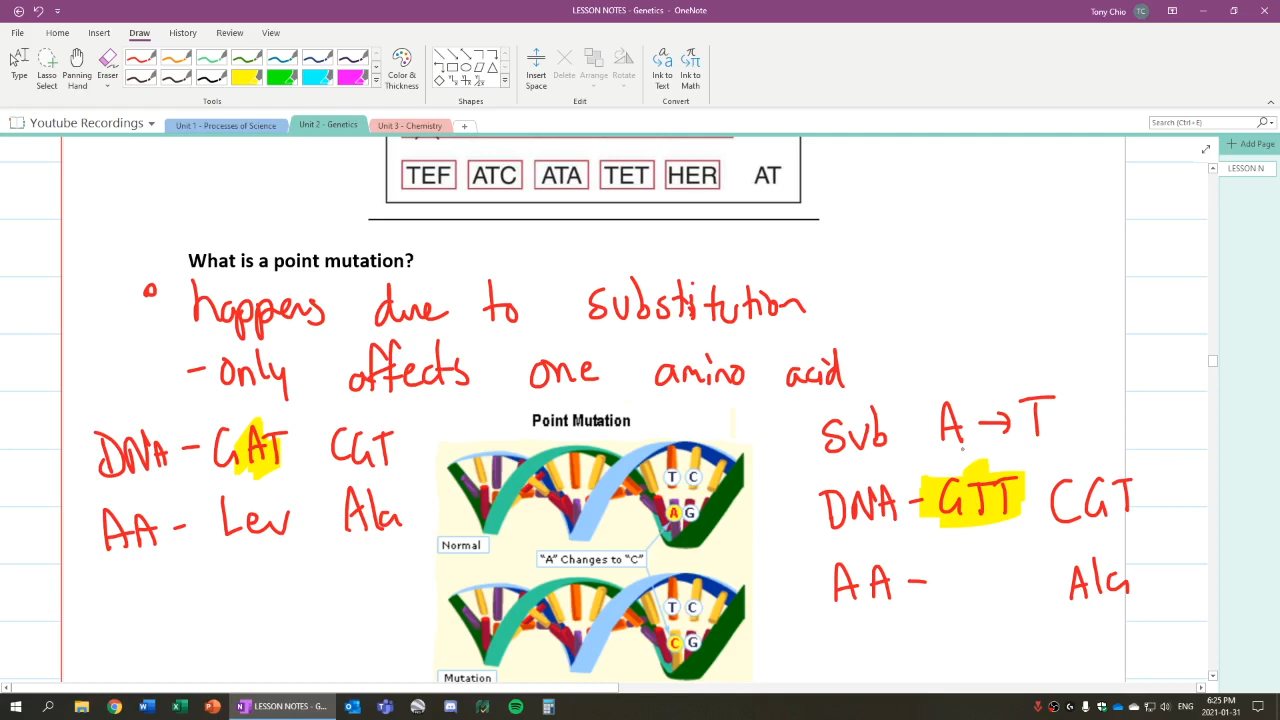 LESSON NOTES - Genetics - OneNote
Tony Chio
File Home Insert Draw History Review View
Type Lasso Select Panning Hand Eraser
Color & Thickness
Insert Space Delete Arrange Rotate
Ink to Text Ink to Math
Tools Shapes Edit Convert
Youtube Recordings Unit 1 - Processes of Science Unit 2 - Genetics Unit 3 - Chemistry +
Search (Ctrl+E)
Add Page
LESSON N
TEF ATC ATA TET HER AT
What is a point mutation?
happens due to substitution
- only affects one amino acid
DNA - GAT CGT
AA - Leu Ala
Point Mutation
T C
A G
Normal
"A" Changes to "C"
T C
C G
Mutation
Sub A → T
DNA - GTT CGT
AA - Ala
LESSON NOTES - G...
ENG
6:25 PM
2021-01-31